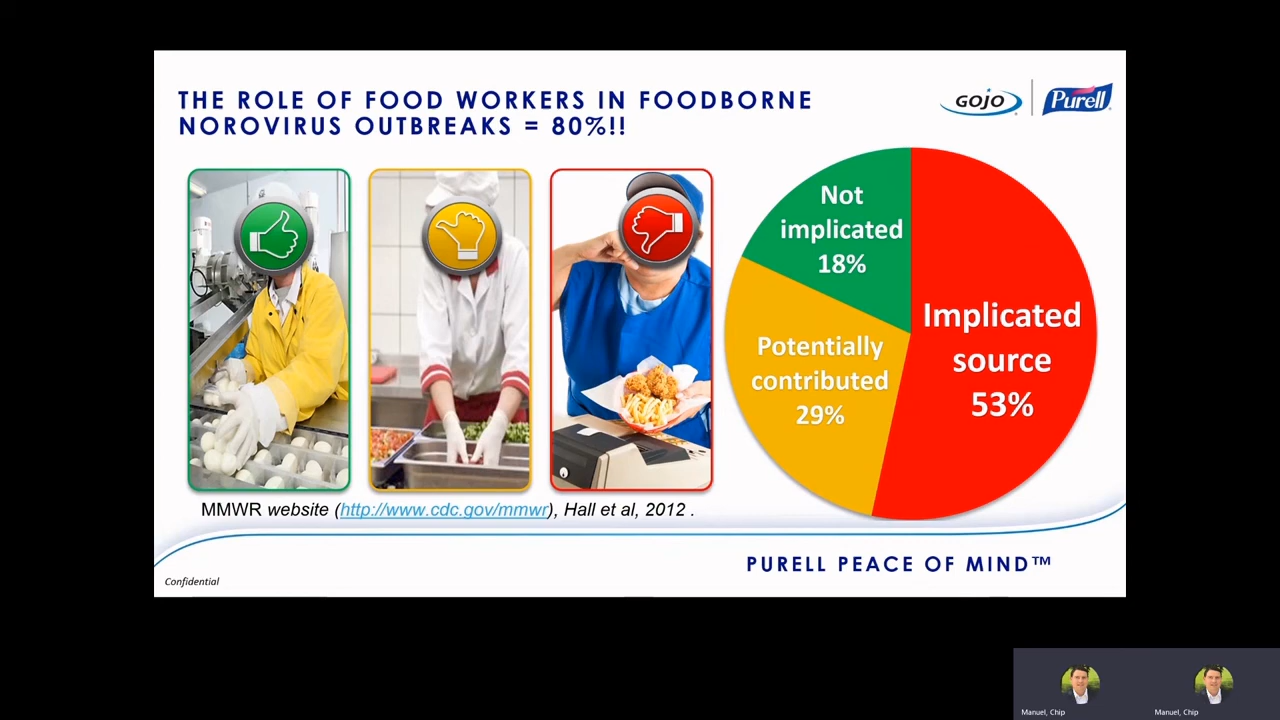 THE ROLE OF FOOD WORKERS IN FOODBORNE
NOROVIRUS OUTBREAKS = 80%!!
GOJO
Purell
Not
implicated
18%
Implicated
source
53%
Potentially
contributed
29%
MMWR website (http://www.cdc.gov/mmwr), Hall et al, 2012 .
PURELL PEACE OF MIND™
Confidential
Manuel, Chip
Manuel, Chip